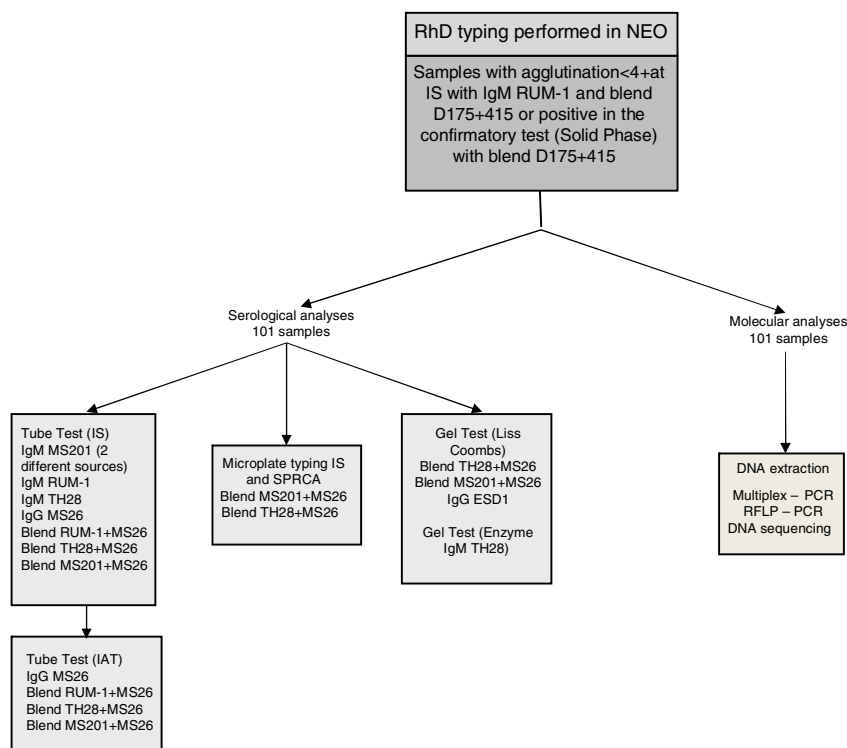 RhD typing performed in NEO
Samples with agglutination<4+at
IS with IgM RUM-1 and blend
D175+415 or positive in the
confirmatory test (Solid Phase)
with blend D175+415
Serological analyses
101 samples
Molecular analyses
101 samples
Tube Test (IS)
IgM MS201 (2
different sources)
IgM RUM-1
IgM TH28
IgG MS26
Blend RUM-1+MS26
Blend TH28+MS26
Blend MS201+MS26
Microplate typing IS
and SPRCA
Blend MS201+MS26
Blend TH28+MS26
Gel Test (Liss
Coombs)
Blend TH28+MS26
Blend MS201+MS26
IgG ESD1
Gel Test (Enzyme
IgM TH28)
DNA extraction
Multiplex – PCR
RFLP – PCR
DNA sequencing
Tube Test (IAT)
IgG MS26
Blend RUM-1+MS26
Blend TH28+MS26
Blend MS201+MS26